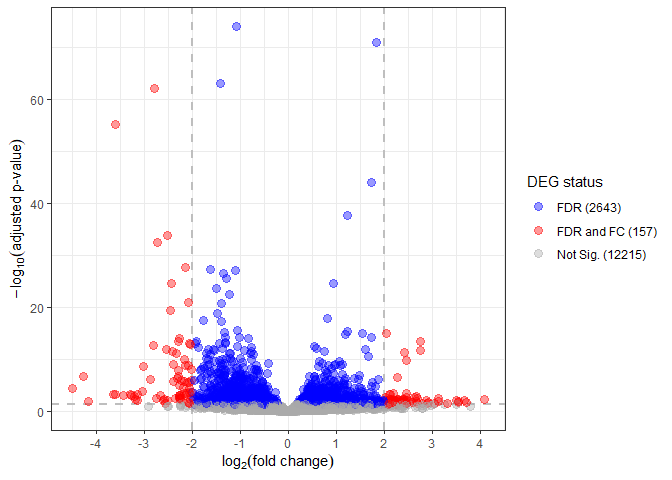 60
40
20
0
-4 -3 -2 -1 0 1 2 3 4
log₂(fold change)
−log₁₀(adjusted p-value)
DEG status
FDR (2643)
FDR and FC (157)
Not Sig. (12215)